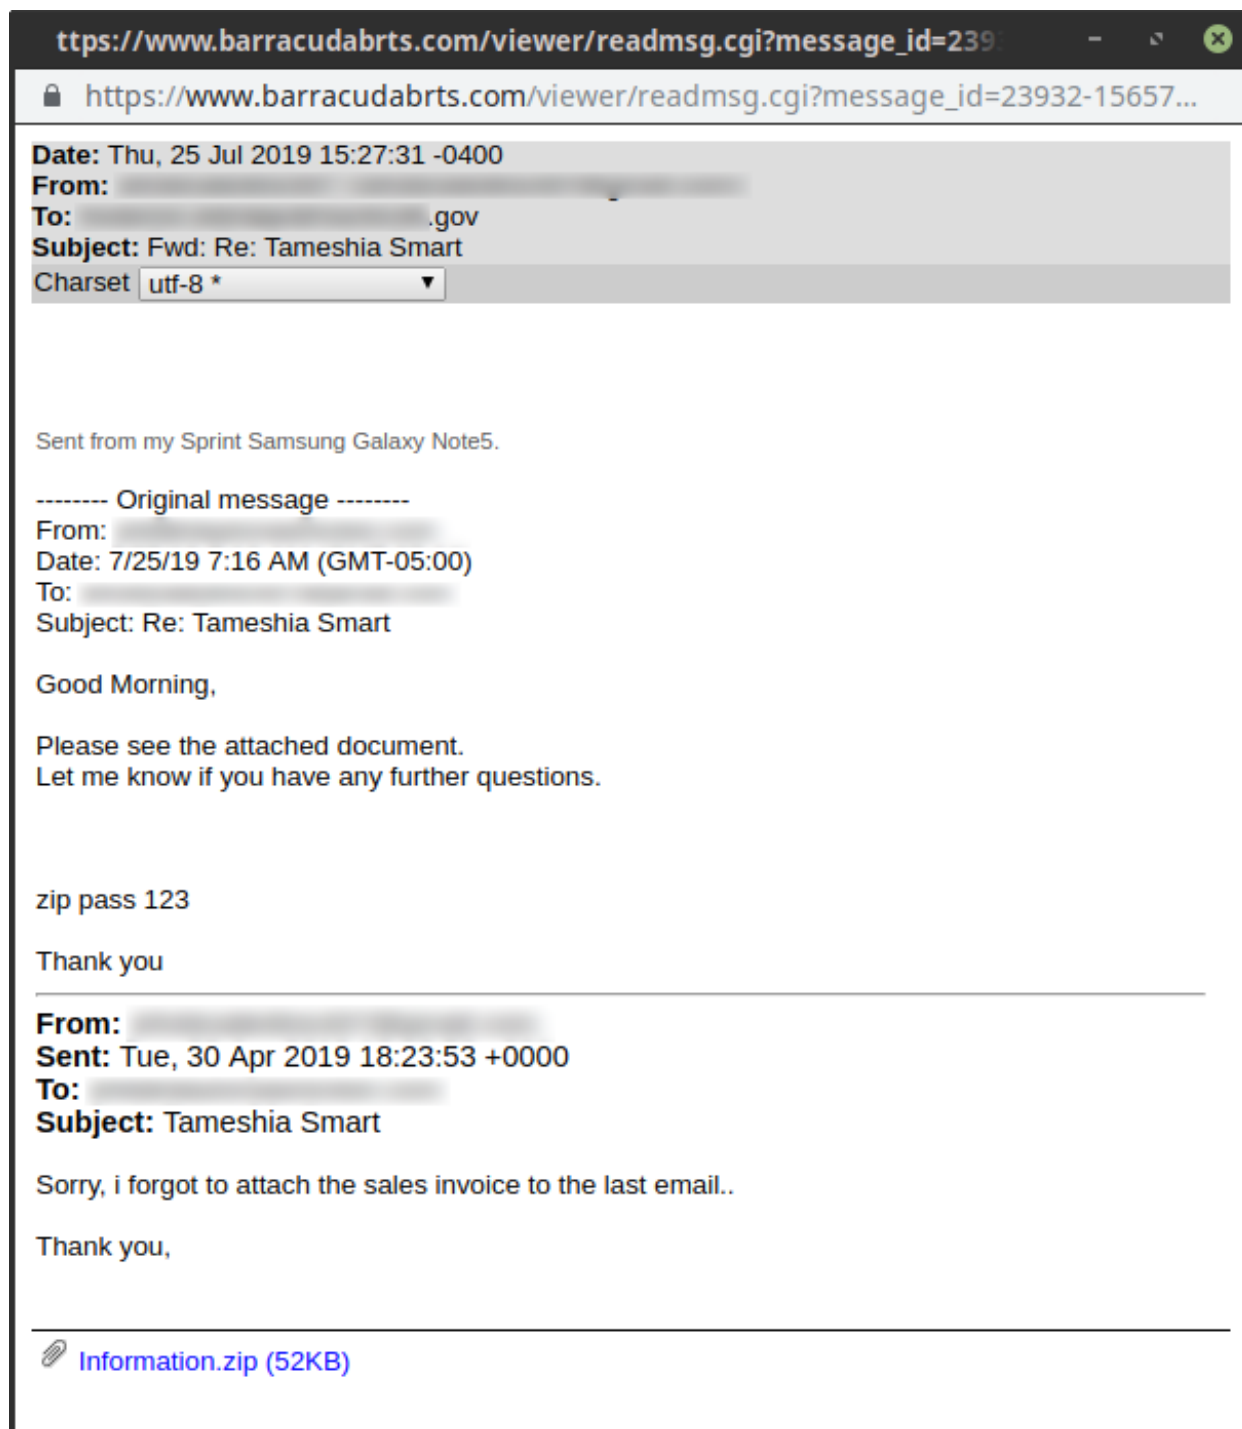 ttps://www.barracudabrts.com/viewer/readmsg.cgi?message_id=239
https://www.barracudabrts.com/viewer/readmsg.cgi?message_id=23932-15657...
Date: Thu, 25 Jul 2019 15:27:31 -0400
From:
To: .gov
Subject: Fwd: Re: Tameshia Smart
Charset utf-8 *
Sent from my Sprint Samsung Galaxy Note5.
-------- Original message --------
From:
Date: 7/25/19 7:16 AM (GMT-05:00)
To:
Subject: Re: Tameshia Smart
Good Morning,
Please see the attached document.
Let me know if you have any further questions.
zip pass 123
Thank you
From:
Sent: Tue, 30 Apr 2019 18:23:53 +0000
To:
Subject: Tameshia Smart
Sorry, i forgot to attach the sales invoice to the last email..
Thank you,
Information.zip (52KB)